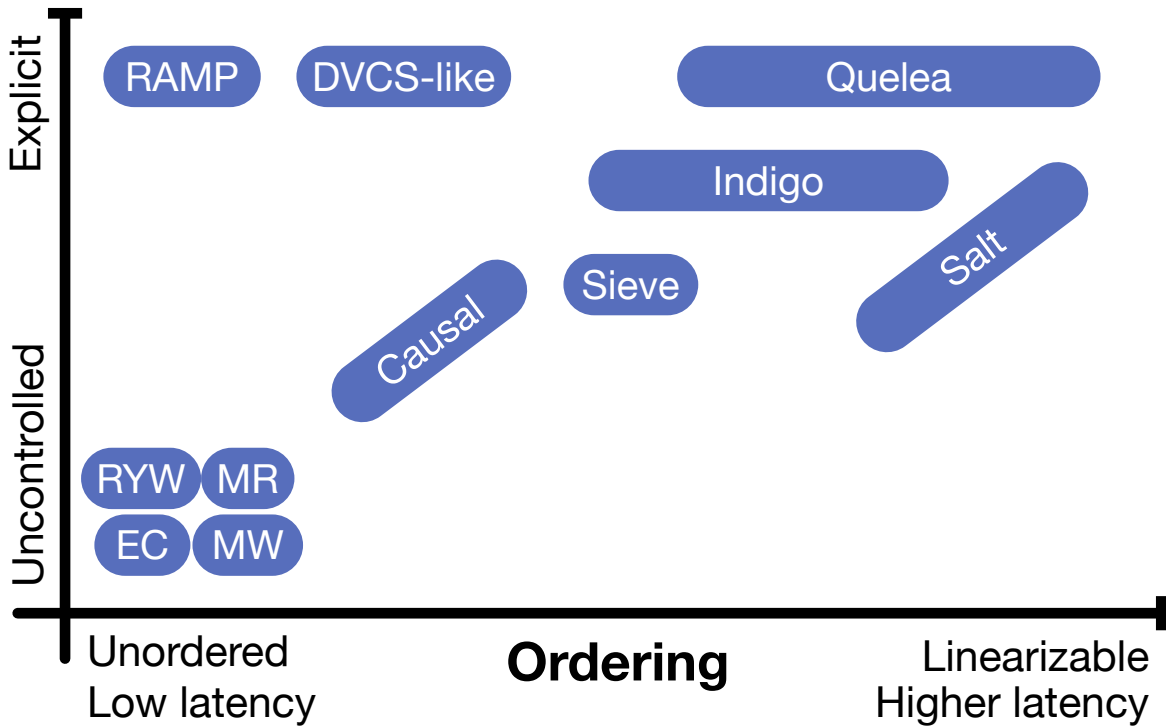 Explicit
Uncontrolled
RAMP
DVCS-like
Quelea
Indigo
Salt
Sieve
Causal
RYW
MR
EC
MW
Unordered
Low latency
Ordering
Linearizable
Higher latency